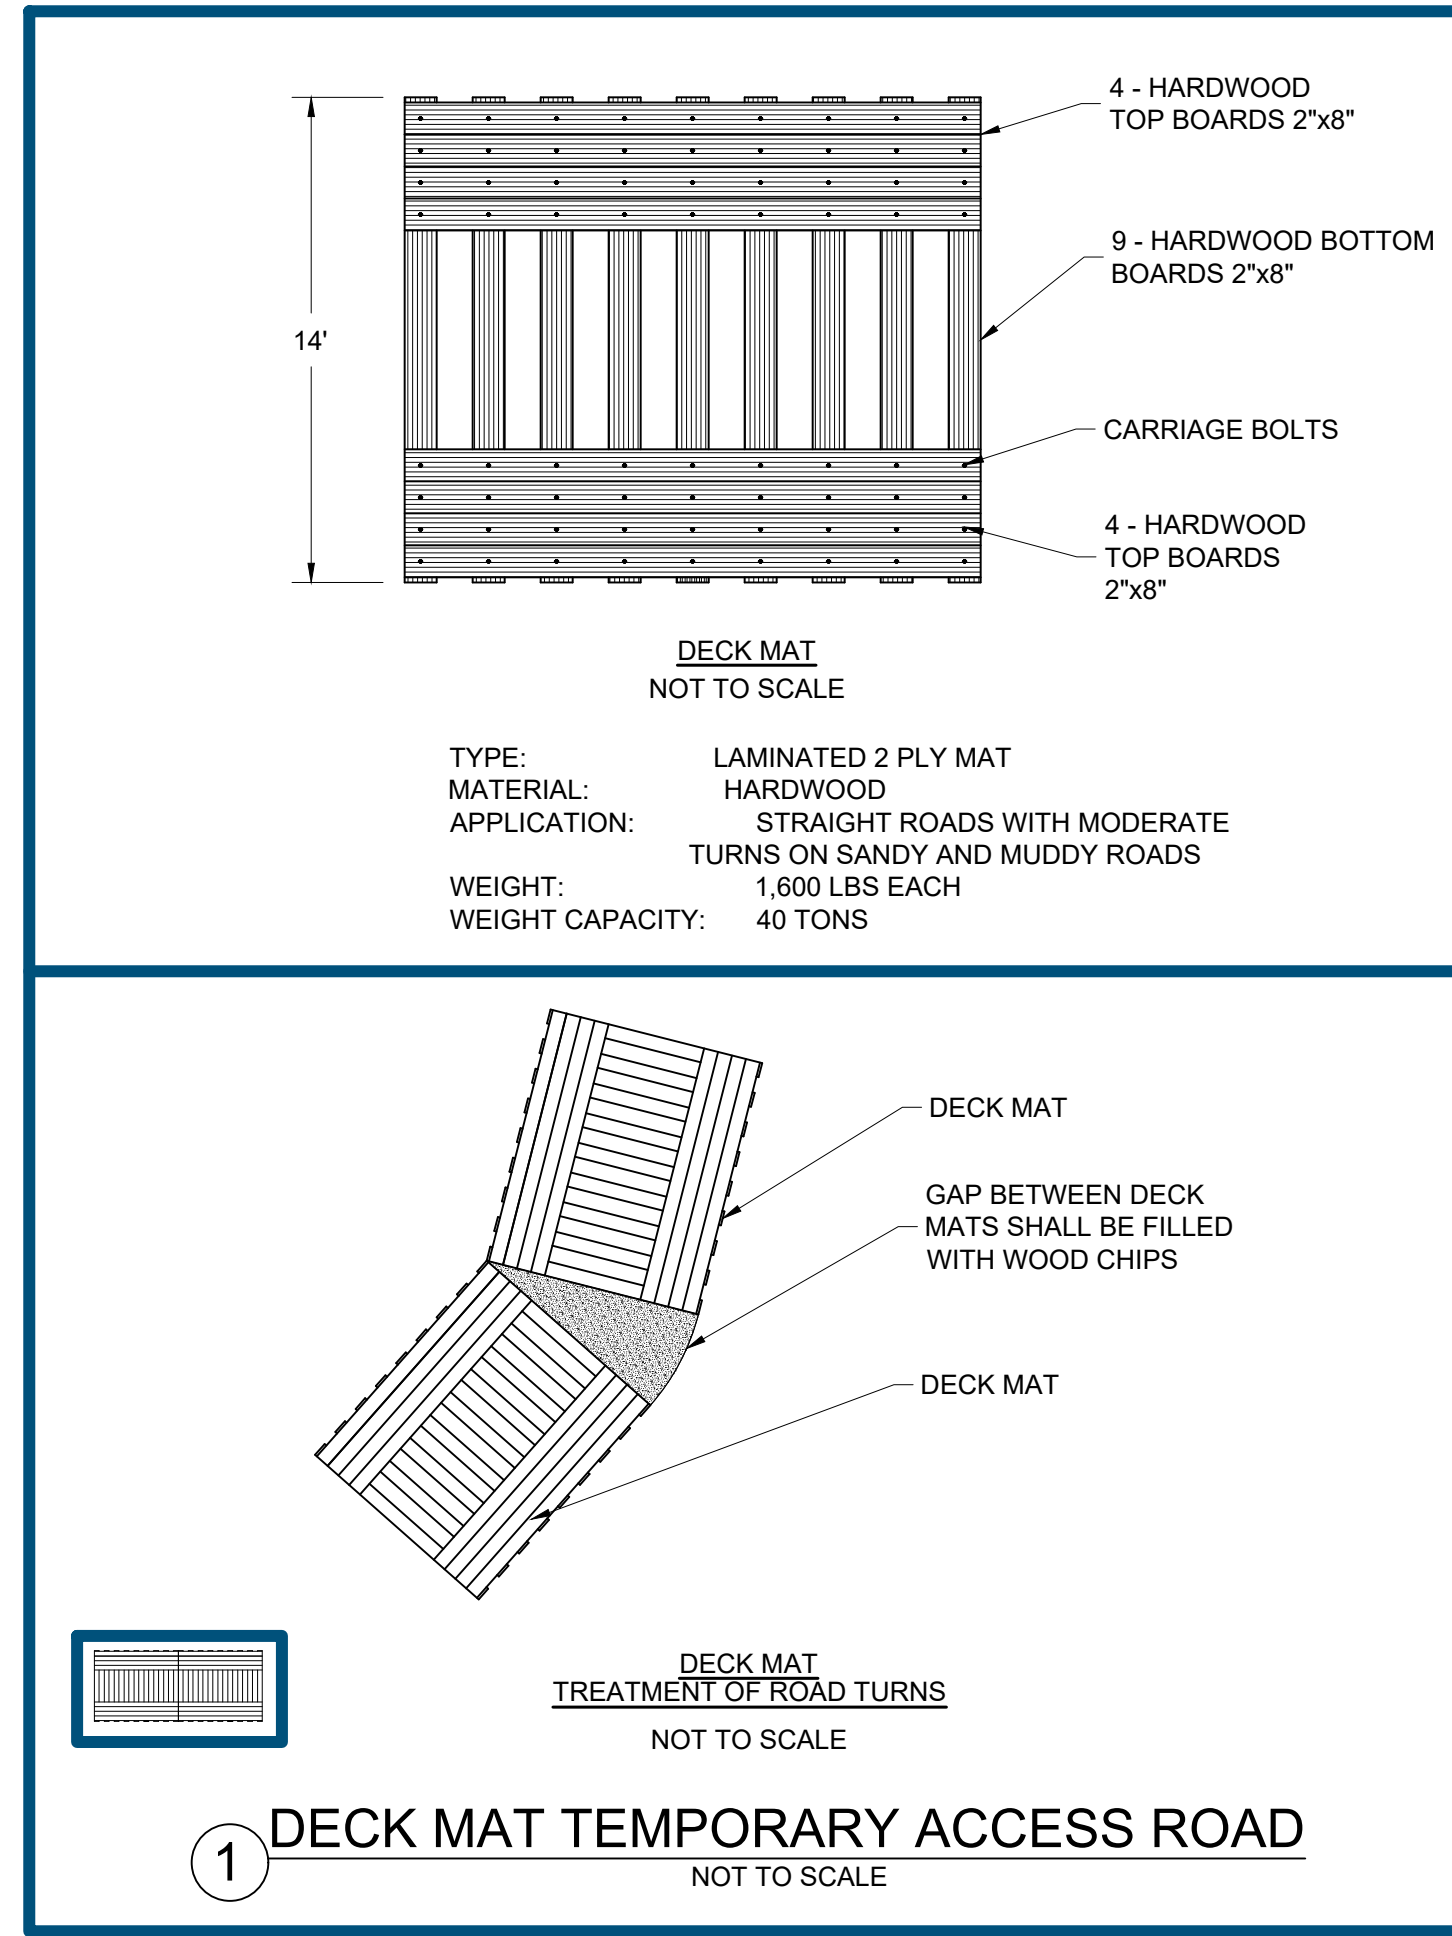 4 - HARDWOOD
TOP BOARDS 2"x8"
9 - HARDWOOD BOTTOM
BOARDS 2"x8"
14'
CARRIAGE BOLTS
4 - HARDWOOD
TOP BOARDS
2"x8"
DECK MAT
NOT TO SCALE
TYPE: LAMINATED 2 PLY MAT
MATERIAL: HARDWOOD
APPLICATION: STRAIGHT ROADS WITH MODERATE
TURNS ON SANDY AND MUDDY ROADS
WEIGHT: 1,600 LBS EACH
WEIGHT CAPACITY: 40 TONS
DECK MAT
GAP BETWEEN DECK
MATS SHALL BE FILLED
WITH WOOD CHIPS
DECK MAT
DECK MAT
TREATMENT OF ROAD TURNS
NOT TO SCALE
1 DECK MAT TEMPORARY ACCESS ROAD
NOT TO SCALE